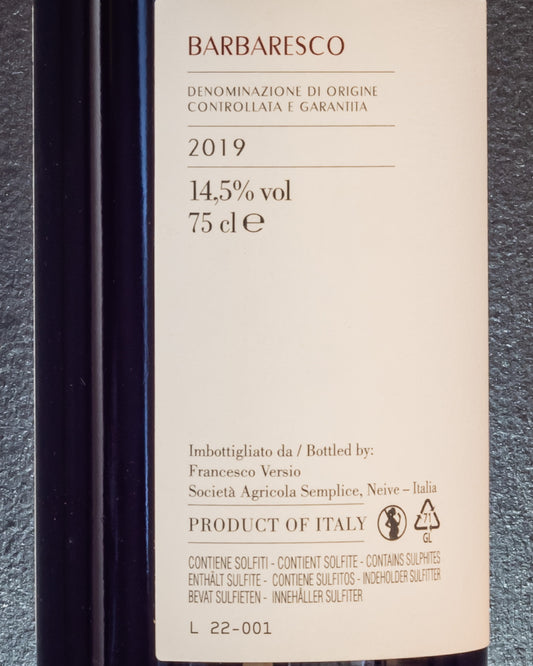 BARBARESCO
DENOMINAZIONE DI ORIGINE
CONTROLLATA E GARANTITA
2019
14,5% vol
75 cl e
Imbottigliato da / Bottled by:
Francesco Versio
Società Agricola Semplice, Neive – Italia
PRODUCT OF ITALY
71
GL
CONTIENE SOLFITI - CONTIENT SOLFITE - CONTAINS SULPHITES
ENTHÄLT SULFITE - CONTIENE SULFITOS - INDEHOLDER SULFITTER
BEVAT SULFIETEN - INNEHÅLLER SULFITER
L 22-001